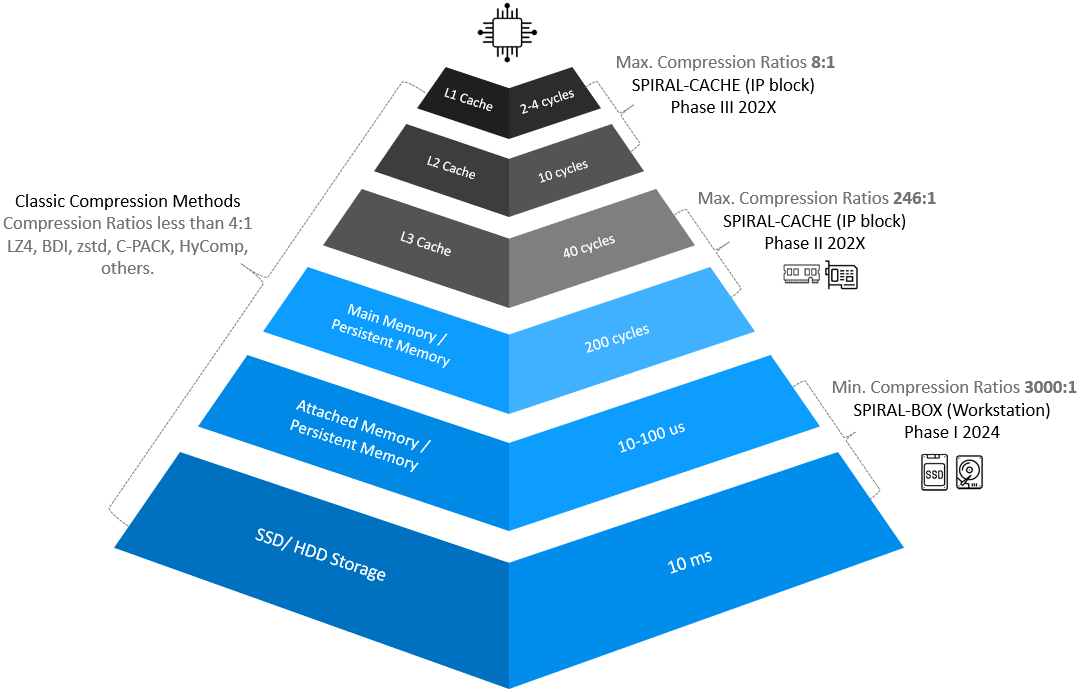 Max. Compression Ratios 8:1
SPIRAL-CACHE (IP block)
Phase III 202X
L1 Cache
2-4 cycles
L2 Cache
10 cycles
Classic Compression Methods
Compression Ratios less than 4:1
LZ4, BDI, zstd, C-PACK, HyComp,
others.
Max. Compression Ratios 246:1
SPIRAL-CACHE (IP block)
Phase II 202X
L3 Cache
40 cycles
Main Memory /
Persistent Memory
200 cycles
Min. Compression Ratios 3000:1
SPIRAL-BOX (Workstation)
Phase I 2024
SSD
Attached Memory /
Persistent Memory
10-100 us
SSD/ HDD Storage
10 ms